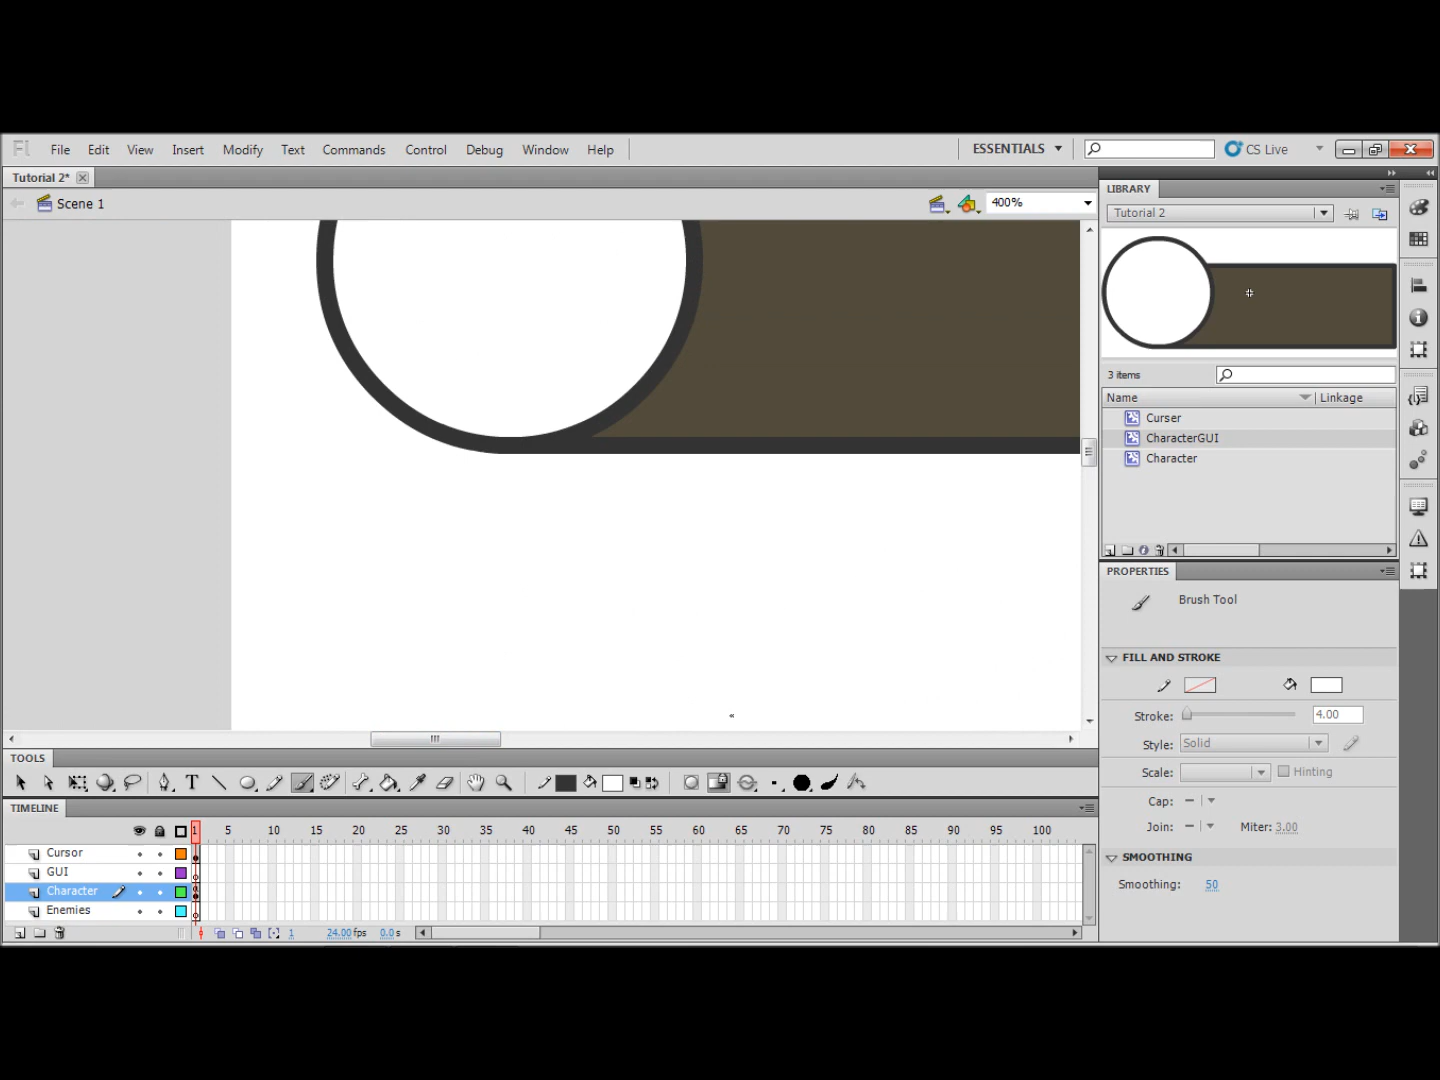 Fl File Edit View Insert Modify Text Commands Control Debug Window Help ESSENTIALS CS Live
Tutorial 2*
Scene 1 400%
LIBRARY
Tutorial 2
3 items
Name Linkage
Curser
CharacterGUI
Character
PROPERTIES
Brush Tool
FILL AND STROKE
Stroke: 4.00
Style: Solid
Scale: Hinting
Cap:
Join: Miter: 3.00
SMOOTHING
Smoothing: 50
TOOLS
T
TIMELINE
1 5 10 15 20 25 30 35 40 45 50 55 60 65 70 75 80 85 90 95 100
Cursor
GUI
Character
Enemies
1 24.00 fps 0.0 s